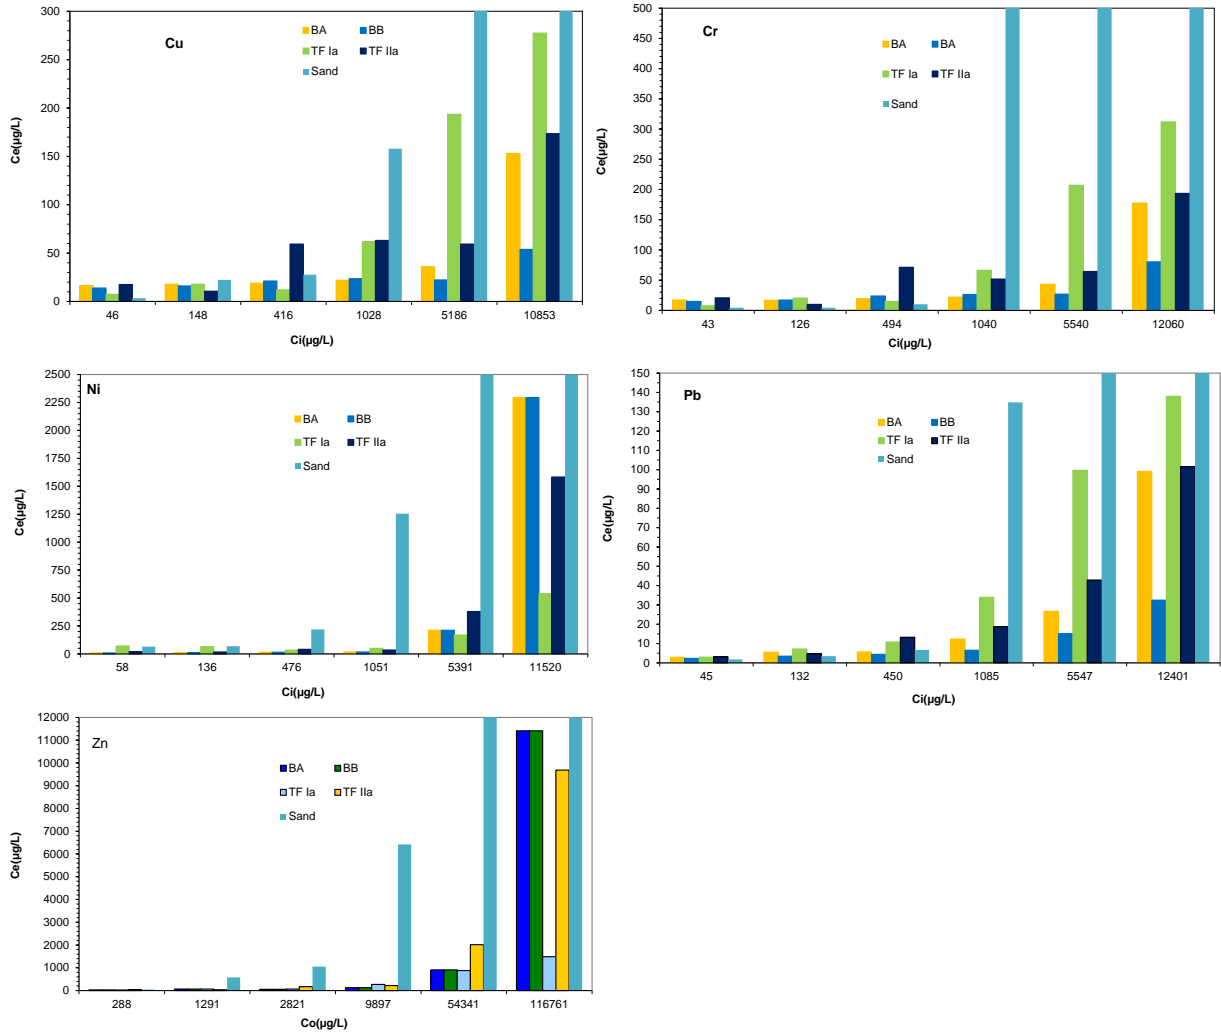 Cu
BA BB
TF Ia TF IIa
Sand
Ce(µg/L)
300
250
200
150
100
50
0
46 148 416 1028 5186 10853
Ci(µg/L)
Cr
BA BA
TF Ia TF IIa
Sand
Ce(µg/L)
500
450
400
350
300
250
200
150
100
50
0
43 126 494 1040 5540 12060
Ci(µg/L)
Ni
BA BB
TF Ia TF IIa
Sand
Ce(µg/L)
2500
2250
2000
1750
1500
1250
1000
750
500
250
0
58 136 476 1051 5391 11520
Ci(µg/L)
Pb
BA BB
TF Ia TF IIa
Sand
Ce(µg/L)
150
140
130
120
110
100
90
80
70
60
50
40
30
20
10
0
45 132 450 1085 5547 12401
Ci(µg/L)
Zn
BA BB
TF Ia TF IIa
Sand
Ce(µg/L)
12000
11000
10000
9000
8000
7000
6000
5000
4000
3000
2000
1000
0
288 1291 2821 9897 54341 116761
Co(µg/L)